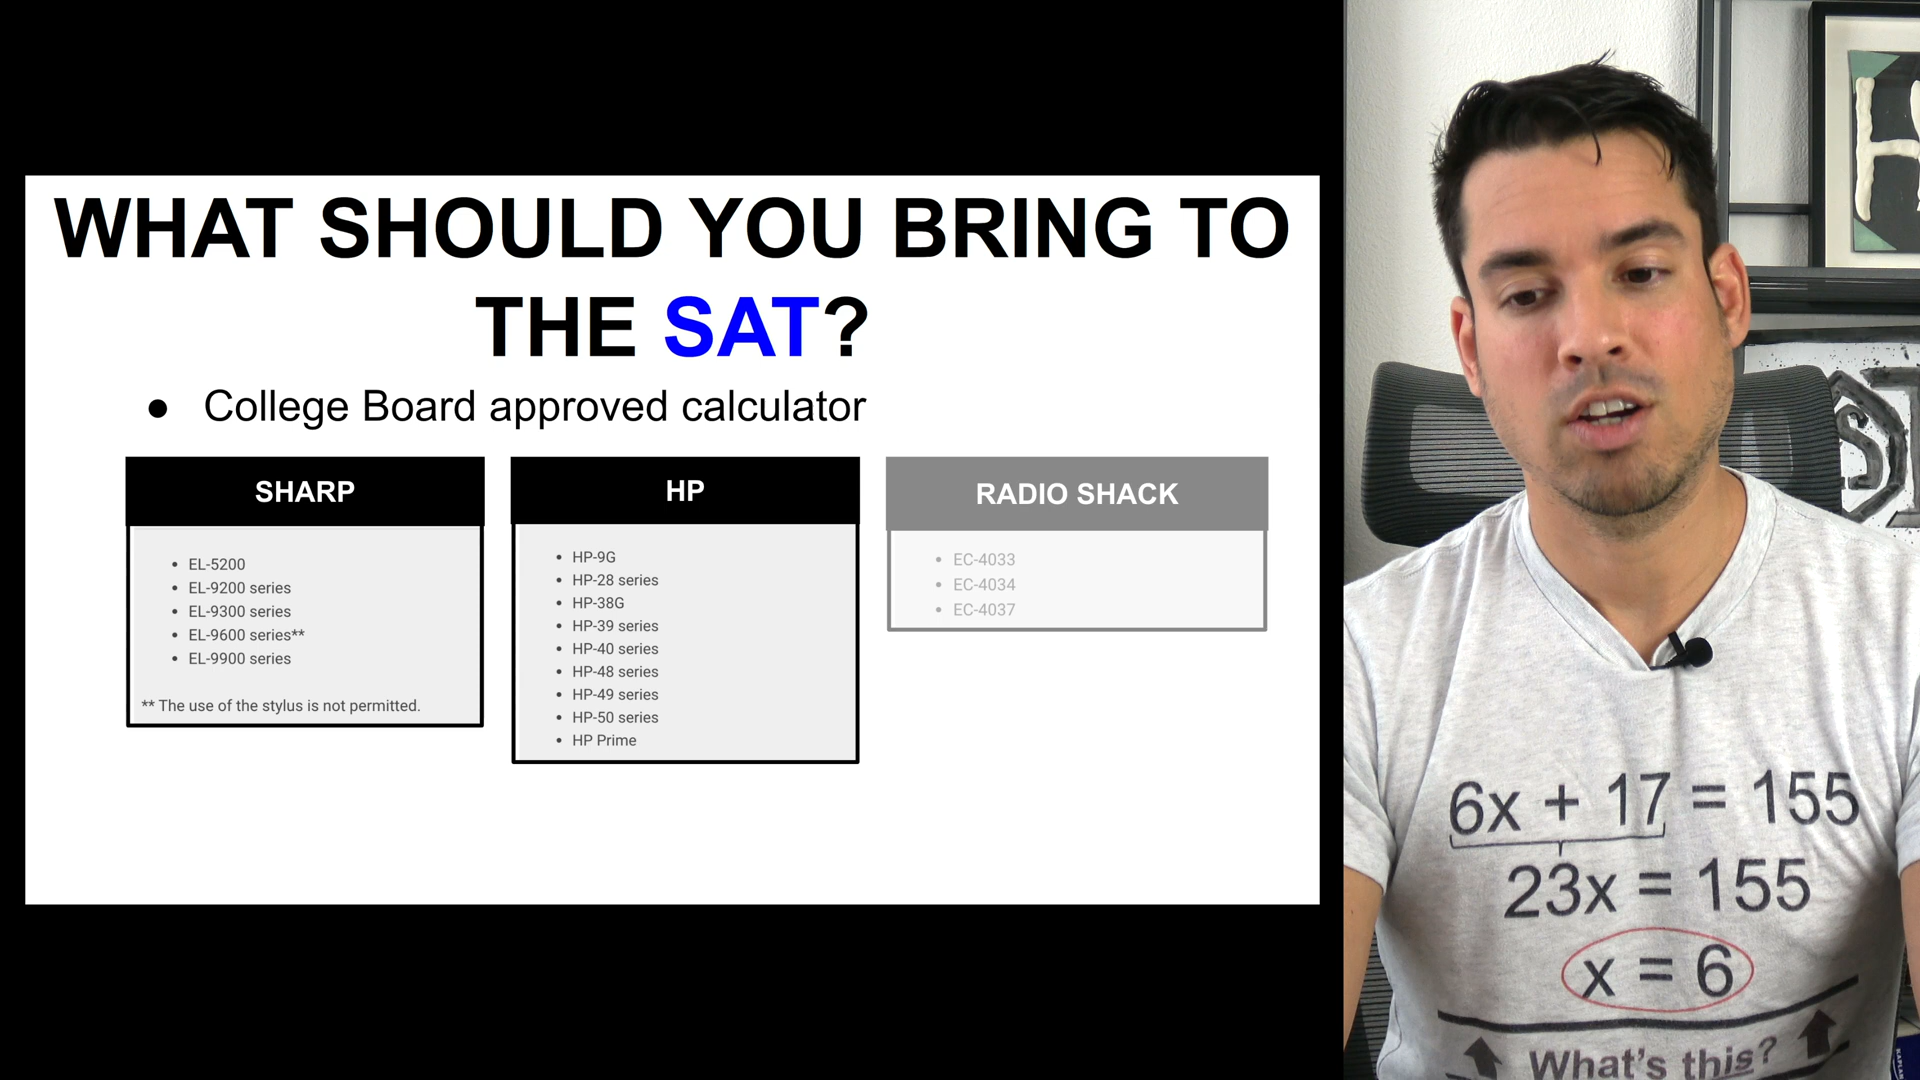 WHAT SHOULD YOU BRING TO
THE SAT?
● College Board approved calculator
SHARP
• EL-5200
• EL-9200 series
• EL-9300 series
• EL-9600 series**
• EL-9900 series
** The use of the stylus is not permitted.
HP
• HP-9G
• HP-28 series
• HP-38G
• HP-39 series
• HP-40 series
• HP-48 series
• HP-49 series
• HP-50 series
• HP Prime
RADIO SHACK
• EC-4033
• EC-4034
• EC-4037
6x + 17 = 155
23x = 155
x = 6
What's this?